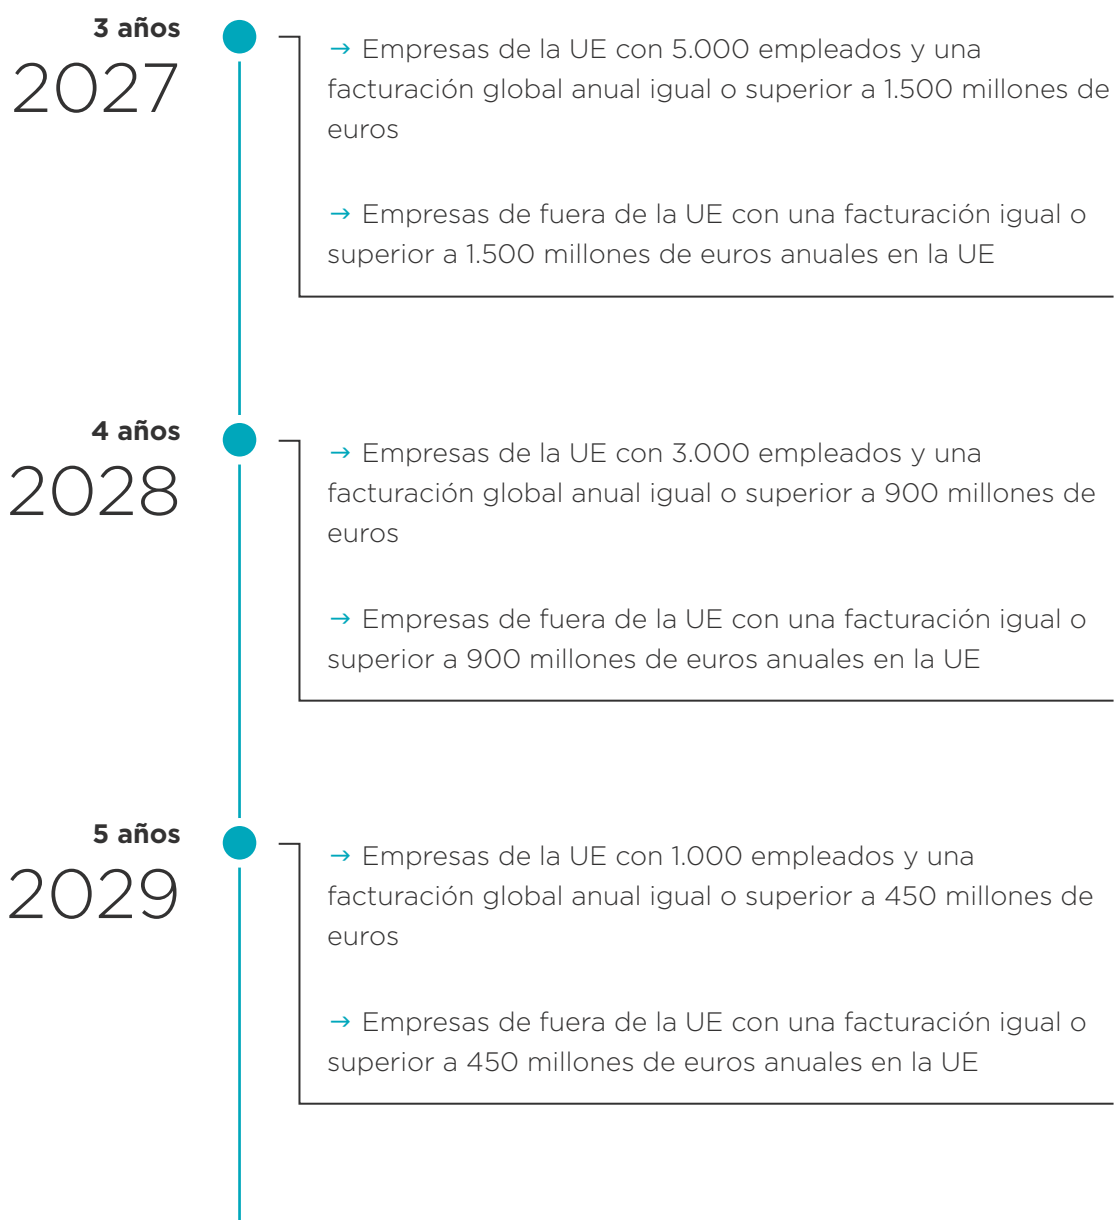 3 años
2027
→ Empresas de la UE con 5.000 empleados y una
facturación global anual igual o superior a 1.500 millones de
euros
→ Empresas de fuera de la UE con una facturación igual o
superior a 1.500 millones de euros anuales en la UE
4 años
2028
→ Empresas de la UE con 3.000 empleados y una
facturación global anual igual o superior a 900 millones de
euros
→ Empresas de fuera de la UE con una facturación igual o
superior a 900 millones de euros anuales en la UE
5 años
2029
→ Empresas de la UE con 1.000 empleados y una
facturación global anual igual o superior a 450 millones de
euros
→ Empresas de fuera de la UE con una facturación igual o
superior a 450 millones de euros anuales en la UE